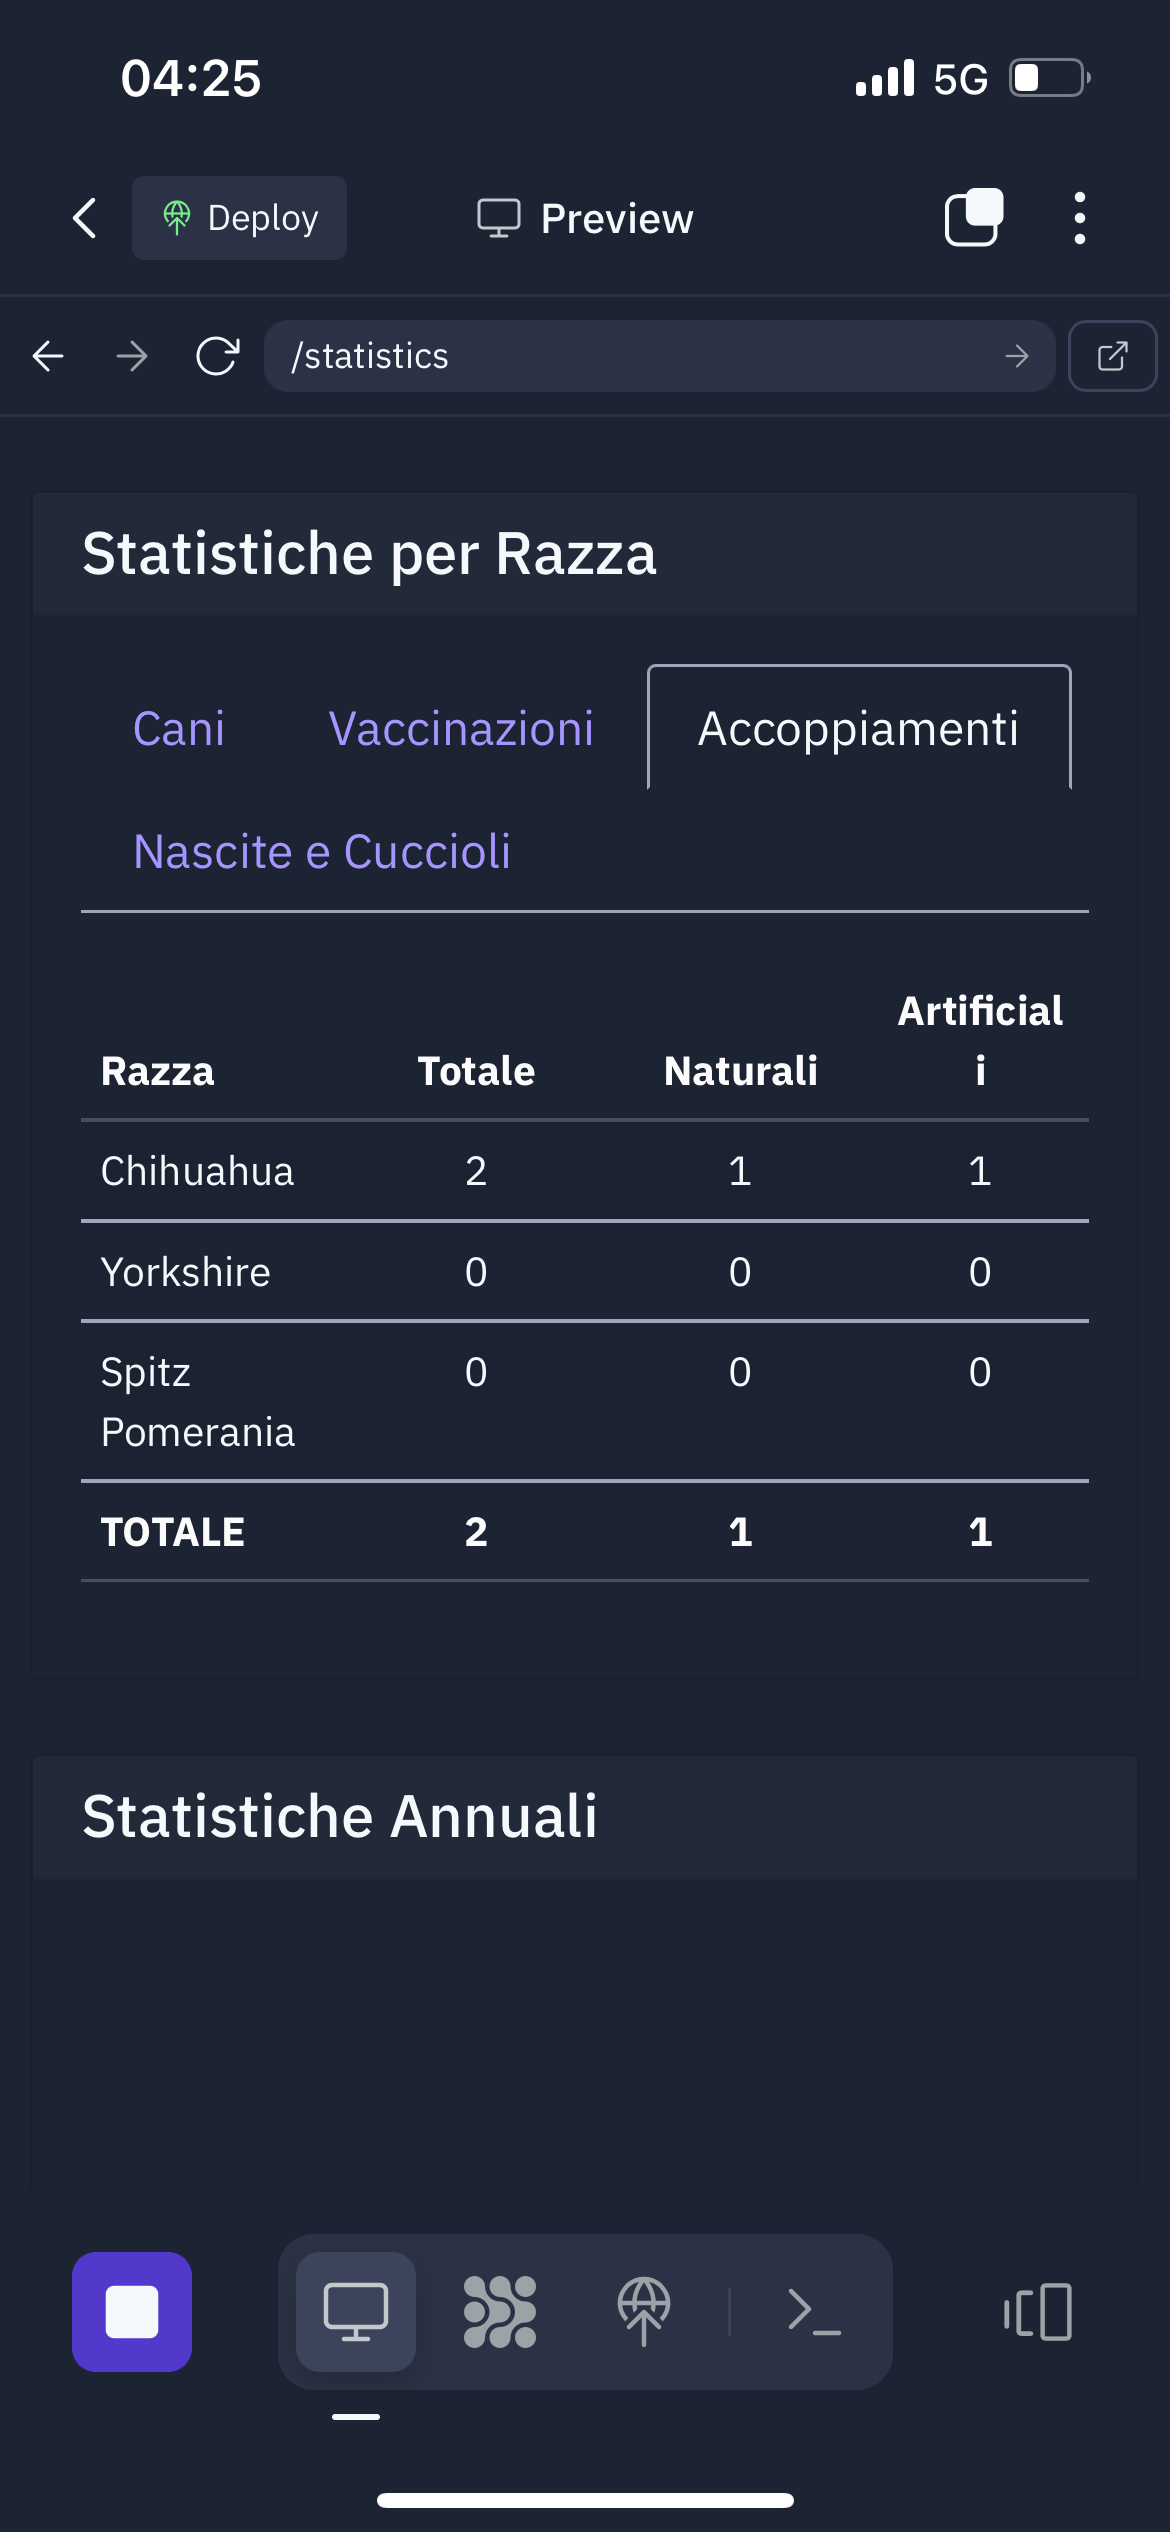 04:25 5G
Deploy Preview
/statistics
Statistiche per Razza
Cani Vaccinazioni Accoppiamenti
Nascite e Cuccioli
Artificial
Razza Totale Naturali i
Chihuahua 2 1 1
Yorkshire 0 0 0
Spitz 0 0 0
Pomerania
TOTALE 2 1 1
Statistiche Annuali